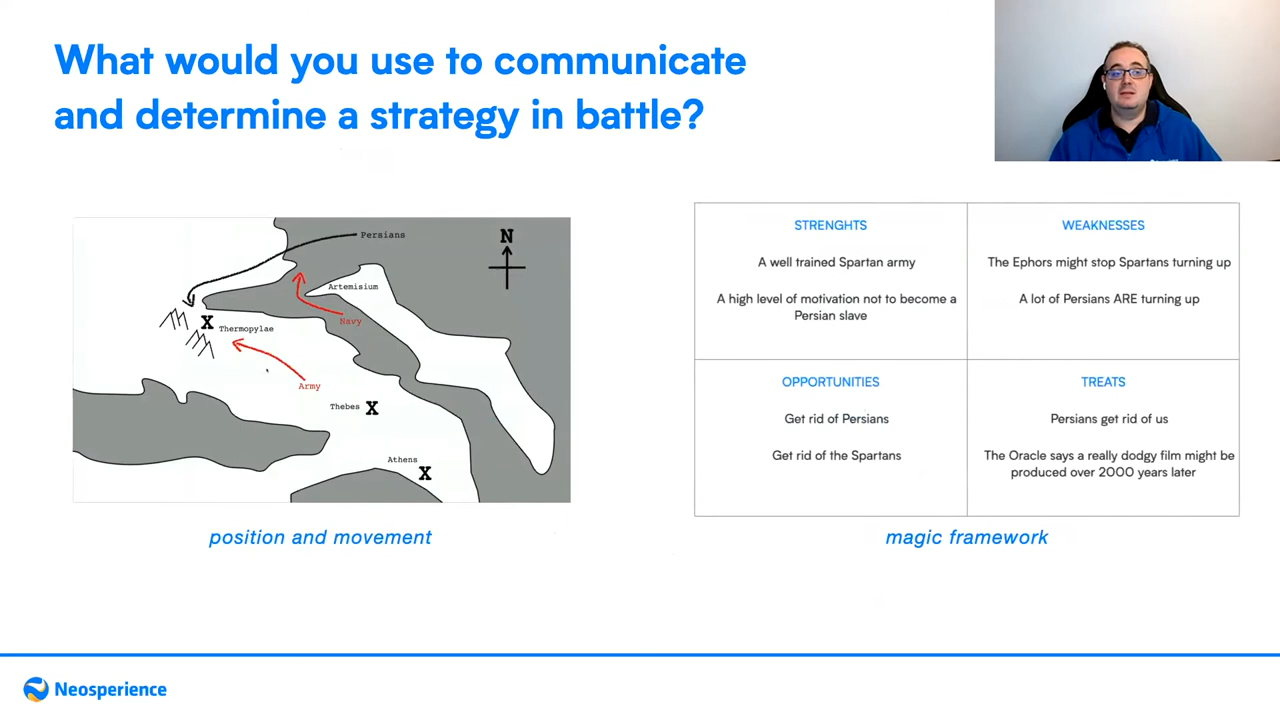 What would you use to communicate
and determine a strategy in battle?
Persians
N
Artemisium
Navy
X
Thermopylae
Army
Thebes X
Athens
X
position and movement
STRENGHTS
A well trained Spartan army
A high level of motivation not to become a
Persian slave
WEAKNESSES
The Ephors might stop Spartans turning up
A lot of Persians ARE turning up
OPPORTUNITIES
Get rid of Persians
Get rid of the Spartans
TREATS
Persians get rid of us
The Oracle says a really dodgy film might be
produced over 2000 years later
magic framework
Neosperience